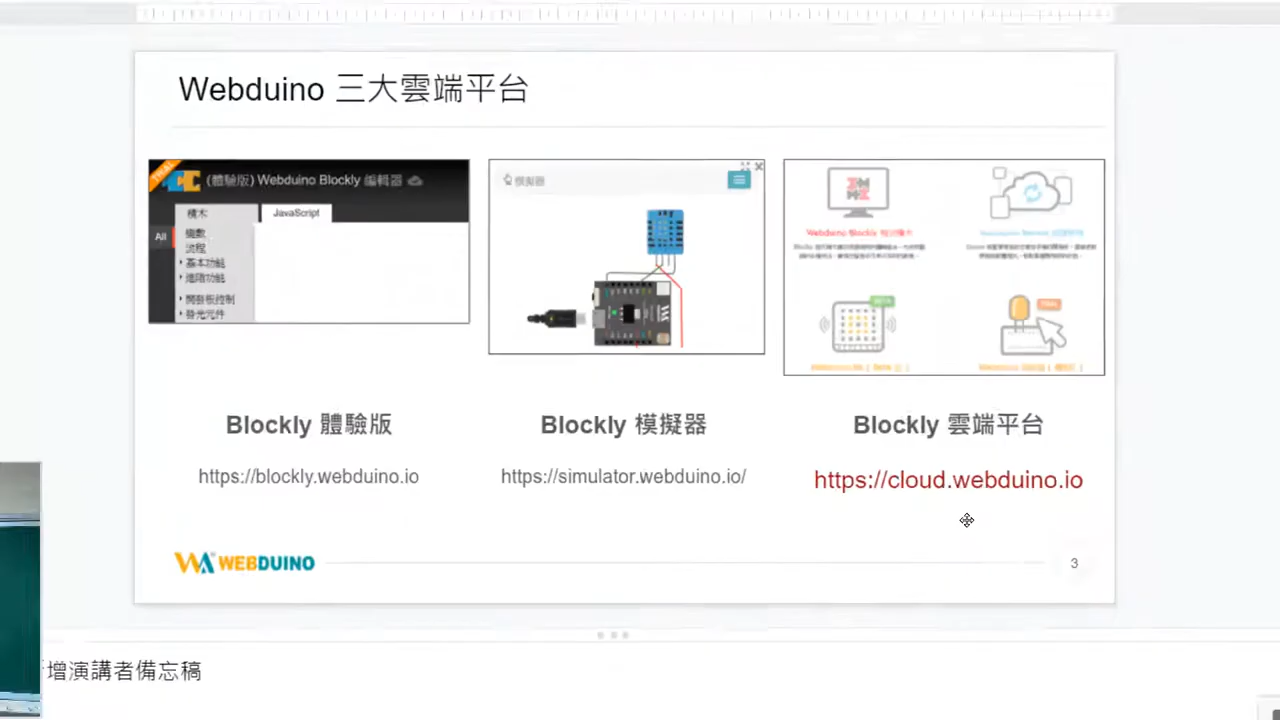 Webduino 三大雲端平台
TRIAL
(體驗版) Webduino Blockly 編輯器
積木
JavaScript
All
變數
流程
基本功能
進階功能
開發板控制
發光元件
模擬器
BETA
TRIAL
Blockly 體驗版
Blockly 模擬器
Blockly 雲端平台
https://blockly.webduino.io
https://simulator.webduino.io/
https://cloud.webduino.io
WEBDUINO
3
增演講者備忘稿